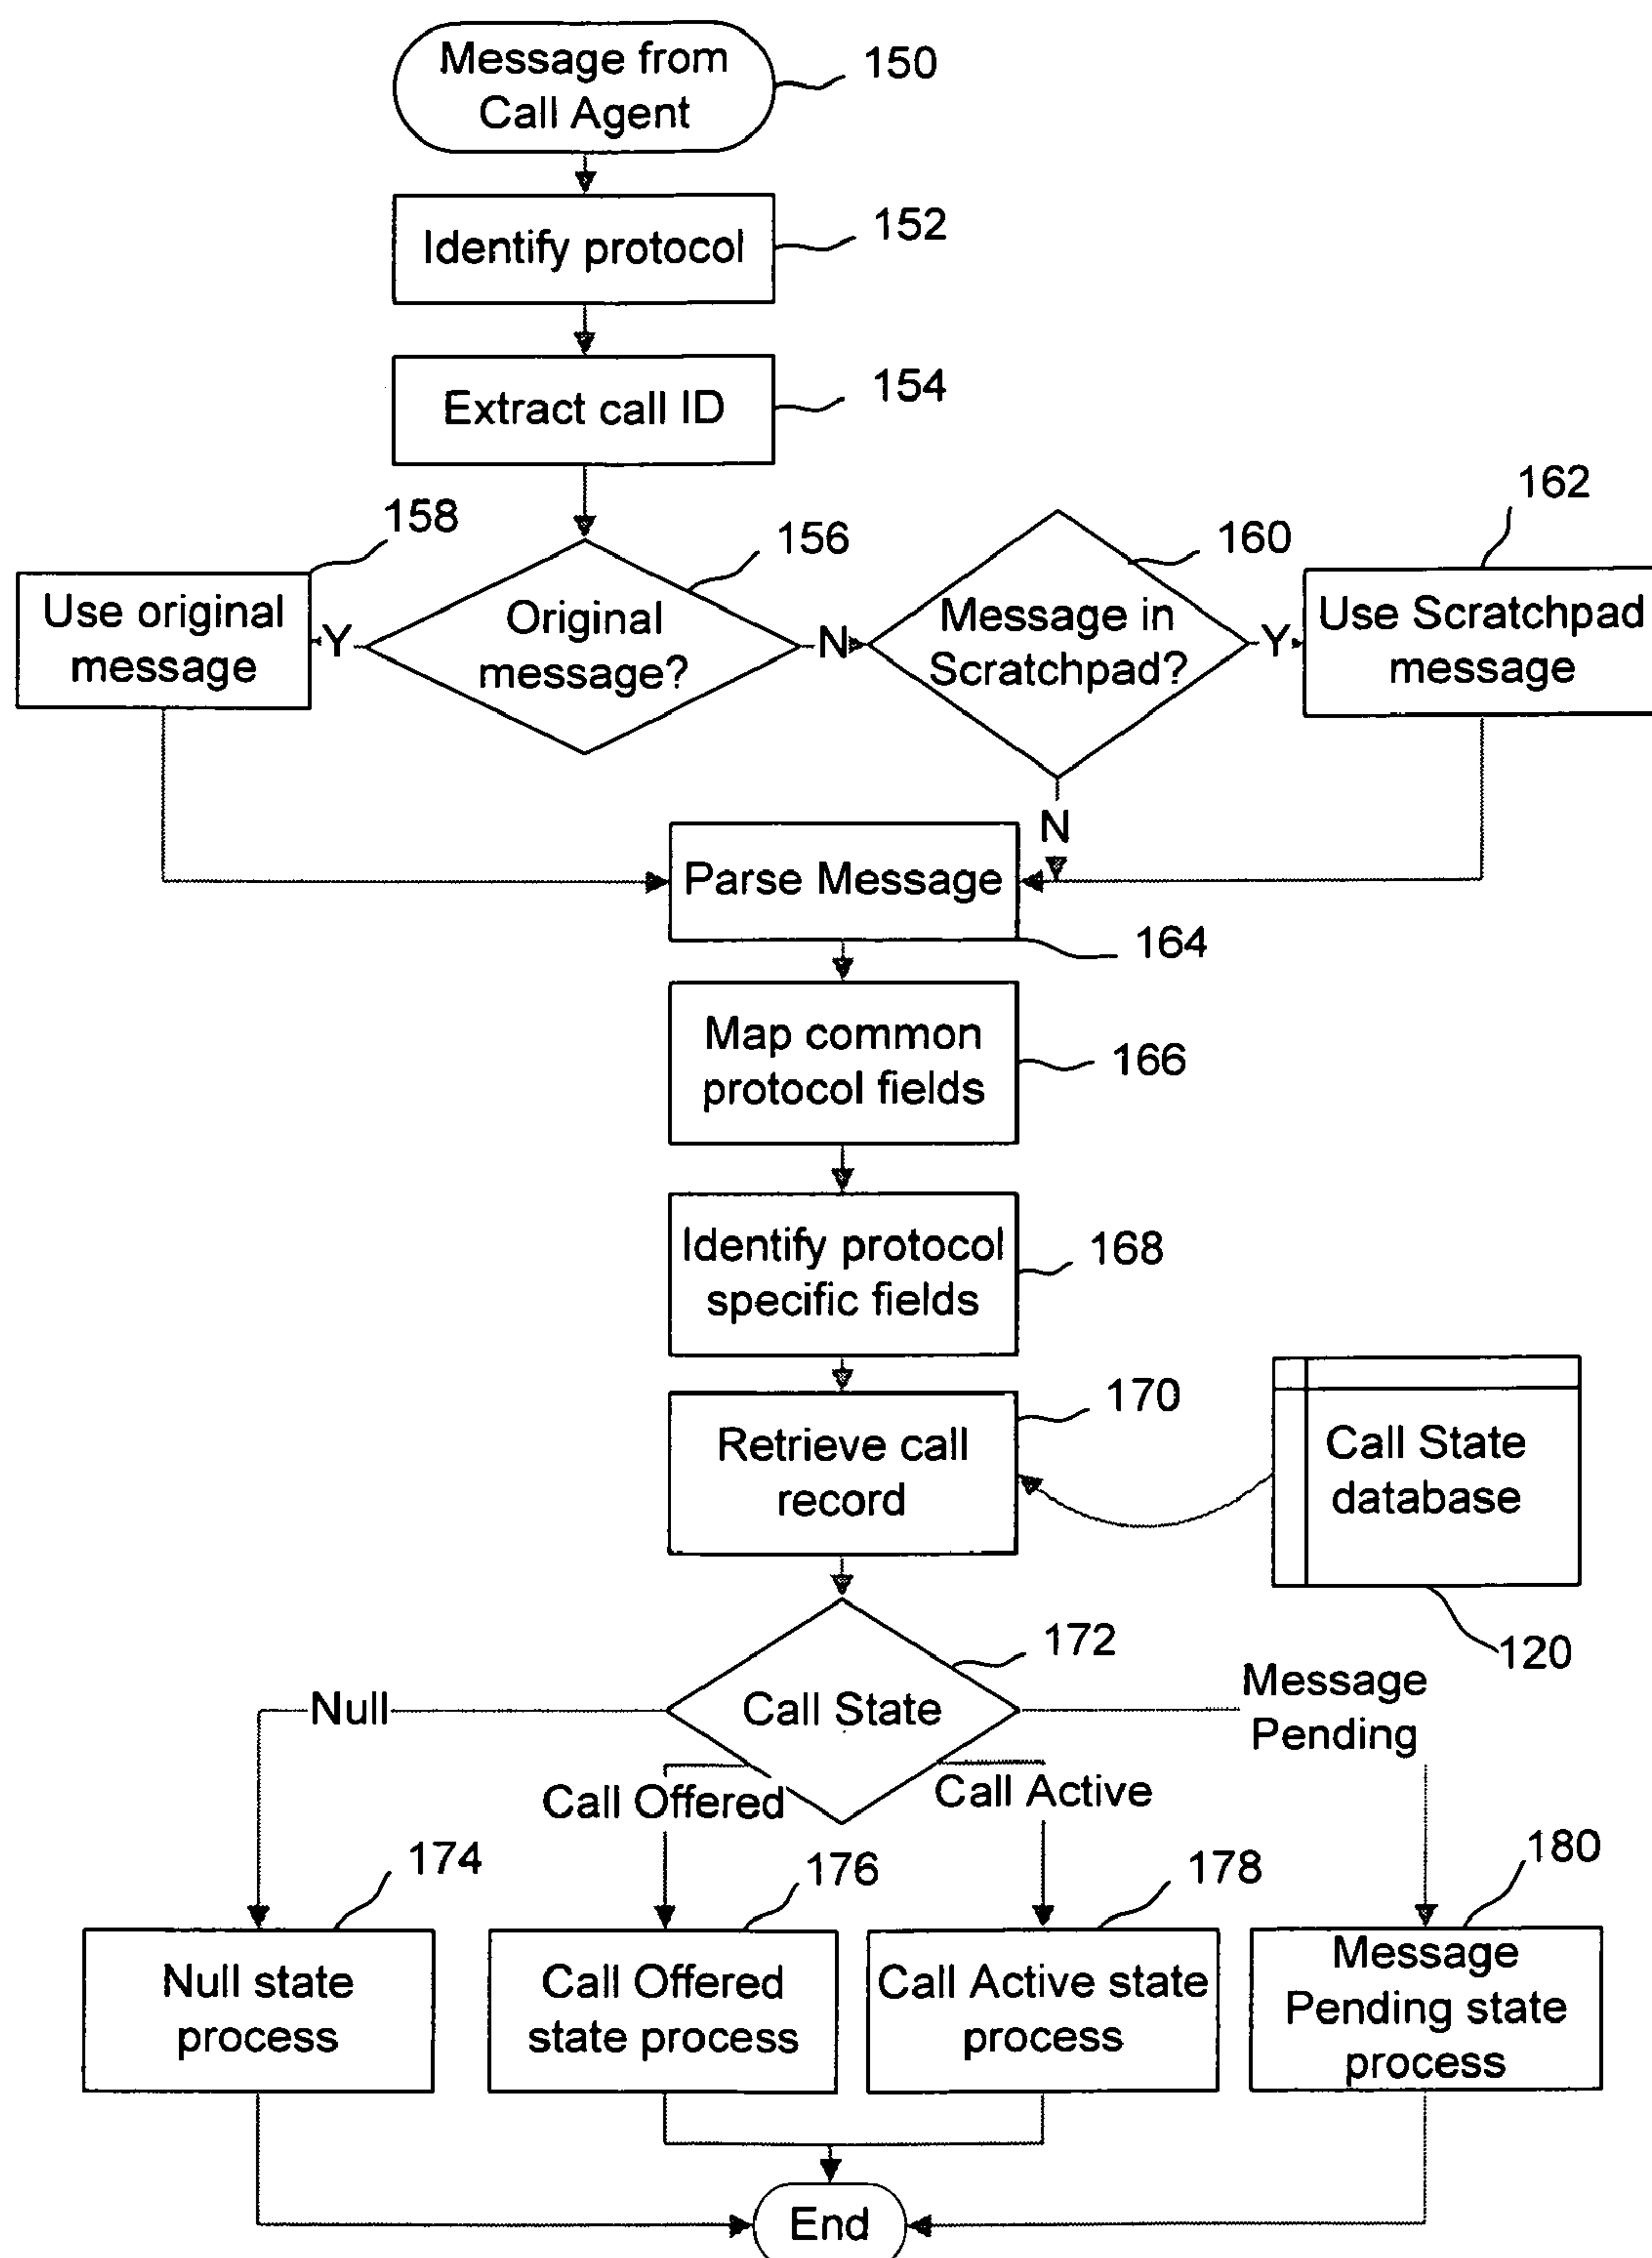 Message from
Call Agent
150
Identify protocol
152
Extract call ID
154
158
156
160
162
Use original
message
Y
Original
message?
N
Message in
Scratchpad?
Y
Use Scratchpad
message
N
Parse Message
164
Map common
protocol fields
166
Identify protocol
specific fields
168
170
Retrieve call
record
Call State
database
120
172
Call State
Null
Message
Pending
Call Offered
Call Active
174
176
178
180
Null state
process
Call Offered
state process
Call Active state
process
Message
Pending state
process
End